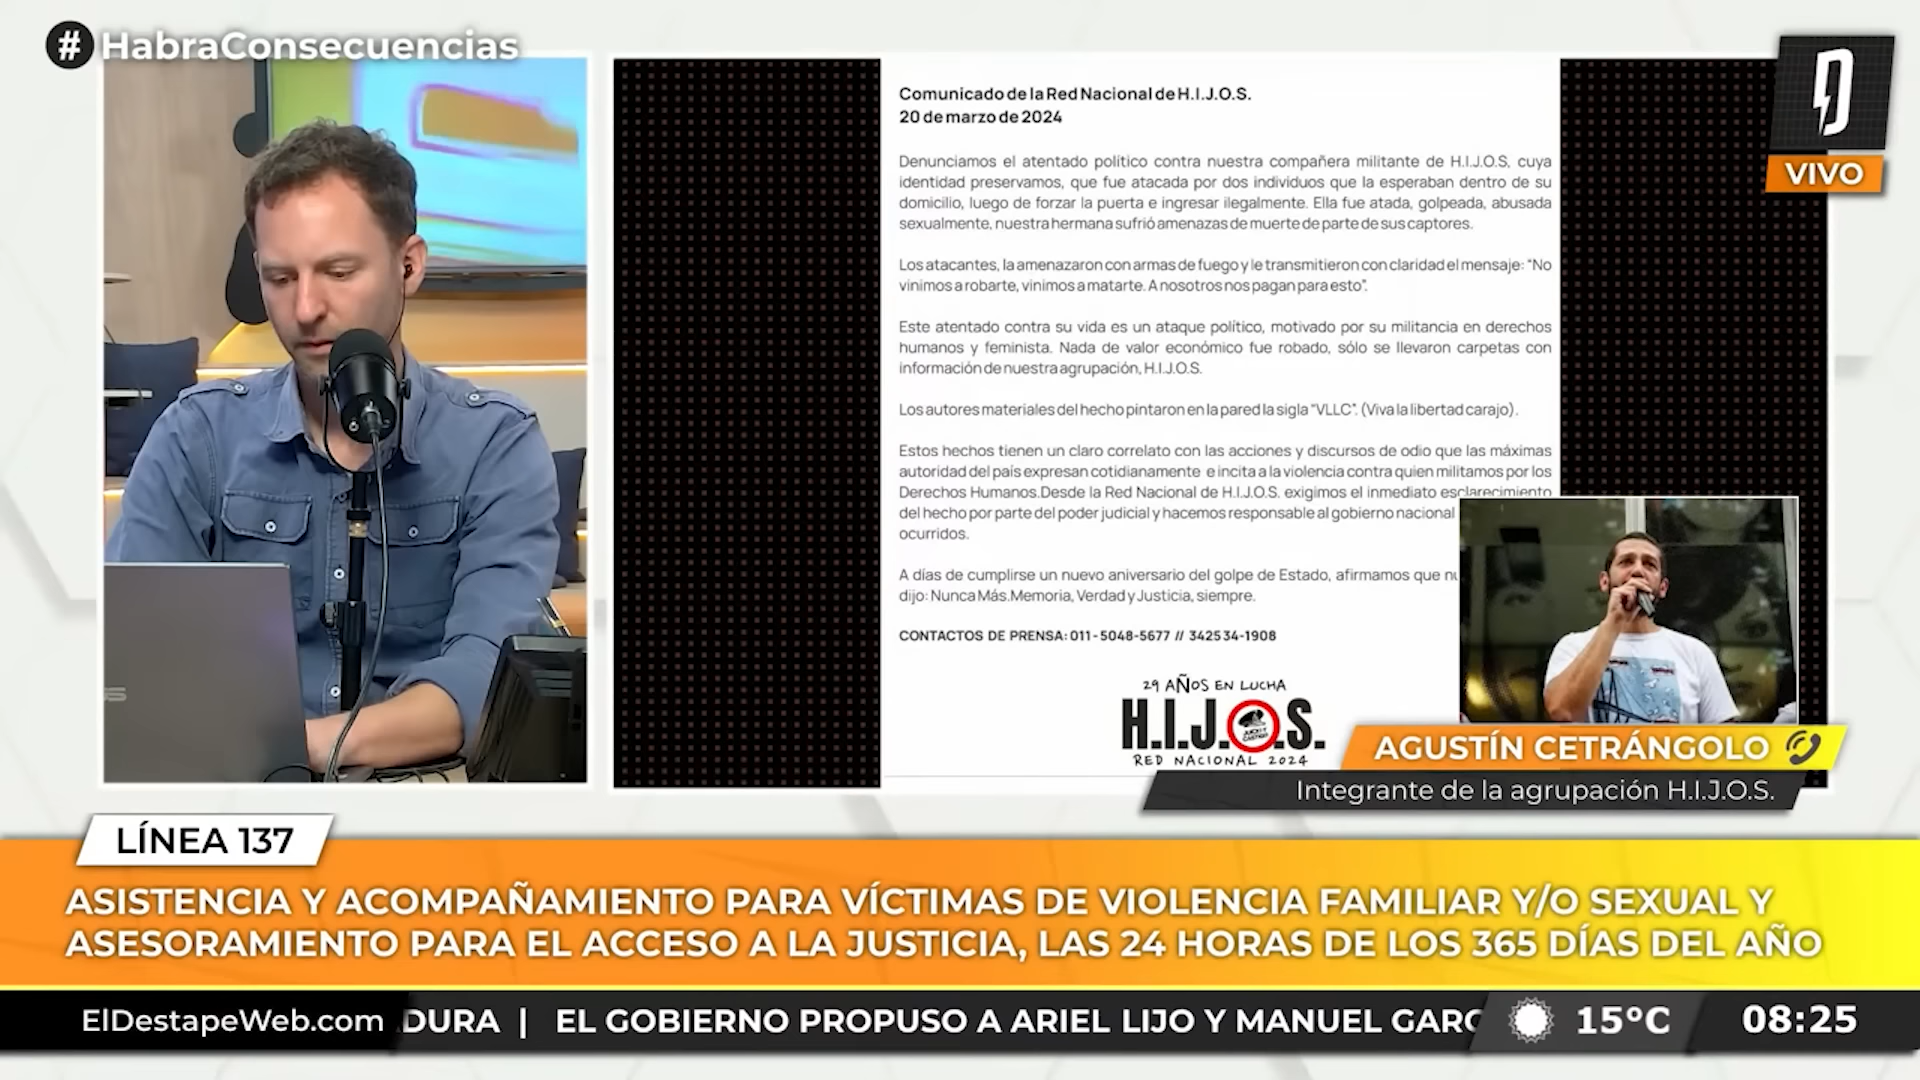 #HabraConsecuencias
VIVO
Comunicado de la Red Nacional de H.I.J.O.S.
20 de marzo de 2024
Denunciamos el atentado político contra nuestra compañera militante de H.I.J.O.S, cuya
identidad preservamos, que fue atacada por dos individuos que la esperaban dentro de su
domicilio, luego de forzar la puerta e ingresar ilegalmente. Ella fue atada, golpeada, abusada
sexualmente, nuestra hermana sufrió amenazas de muerte de parte de sus captores.
Los atacantes, la amenazaron con armas de fuego y le transmitieron con claridad el mensaje: “No
vinimos a robarte, vinimos a matarte. A nosotros nos pagan para esto”.
Este atentado contra su vida es un ataque político, motivado por su militancia en derechos
humanos y feminista. Nada de valor económico fue robado, sólo se llevaron carpetas con
información de nuestra agrupación, H.I.J.O.S.
Los autores materiales del hecho pintaron en la pared la sigla “VLLC”. (Viva la libertad carajo).
Estos hechos tienen un claro correlato con las acciones y discursos de odio que las máximas
autoridad del país expresan cotidianamente e incita a la violencia contra quien militamos por los
Derechos Humanos.Desde la Red Nacional de H.I.J.O.S. exigimos el inmediato esclarecimiento
del hecho por parte del poder judicial y hacemos responsable al gobierno nacional
ocurridos.
A días de cumplirse un nuevo aniversario del golpe de Estado, afirmamos que
dijo: Nunca Más.Memoria, Verdad y Justicia, siempre.
CONTACTOS DE PRENSA: 011-5048-5677 // 342534-1908
29 AÑOS EN LUCHA
H.I.J.O.S.
JUICIO Y CASTIGO
RED NACIONAL 2024
AGUSTÍN CETRÁNGOLO
Integrante de la agrupación H.I.J.O.S.
LÍNEA 137
ASISTENCIA Y ACOMPAÑAMIENTO PARA VÍCTIMAS DE VIOLENCIA FAMILIAR Y/O SEXUAL Y
ASESORAMIENTO PARA EL ACCESO A LA JUSTICIA, LAS 24 HORAS DE LOS 365 DÍAS DEL AÑO
ElDestapeWeb.com DURA | EL GOBIERNO PROPUSO A ARIEL LIJO Y MANUEL GARC 15°C 08:25